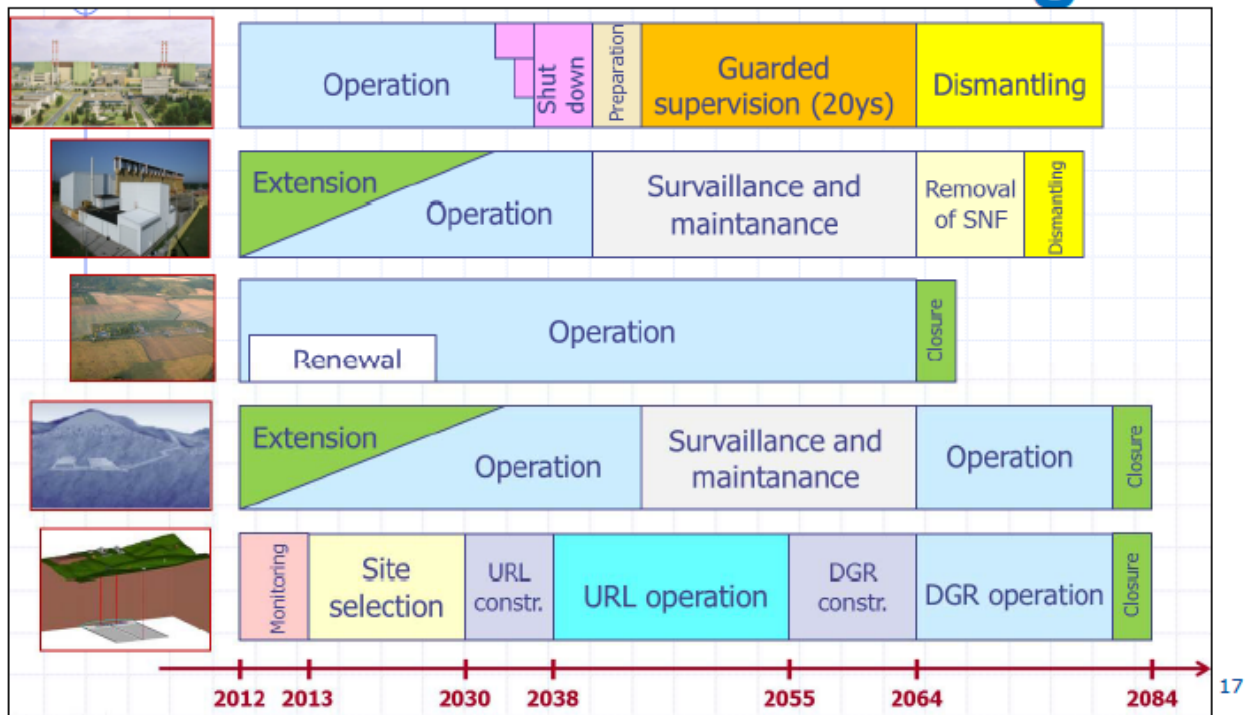 Operation
Shut
down
Preparation
Guarded
supervision (20ys)
Dismantling
Extension
Operation
Survaillance and
maintanance
Removal
of SNF
Dismantling
Operation
Renewal
Closure
Extension
Operation
Survaillance and
maintanance
Operation
Closure
Monitoring
Site
selection
URL
constr.
URL operation
DGR
constr.
DGR operation
Closure
2012 2013 2030 2038 2055 2064 2084
17